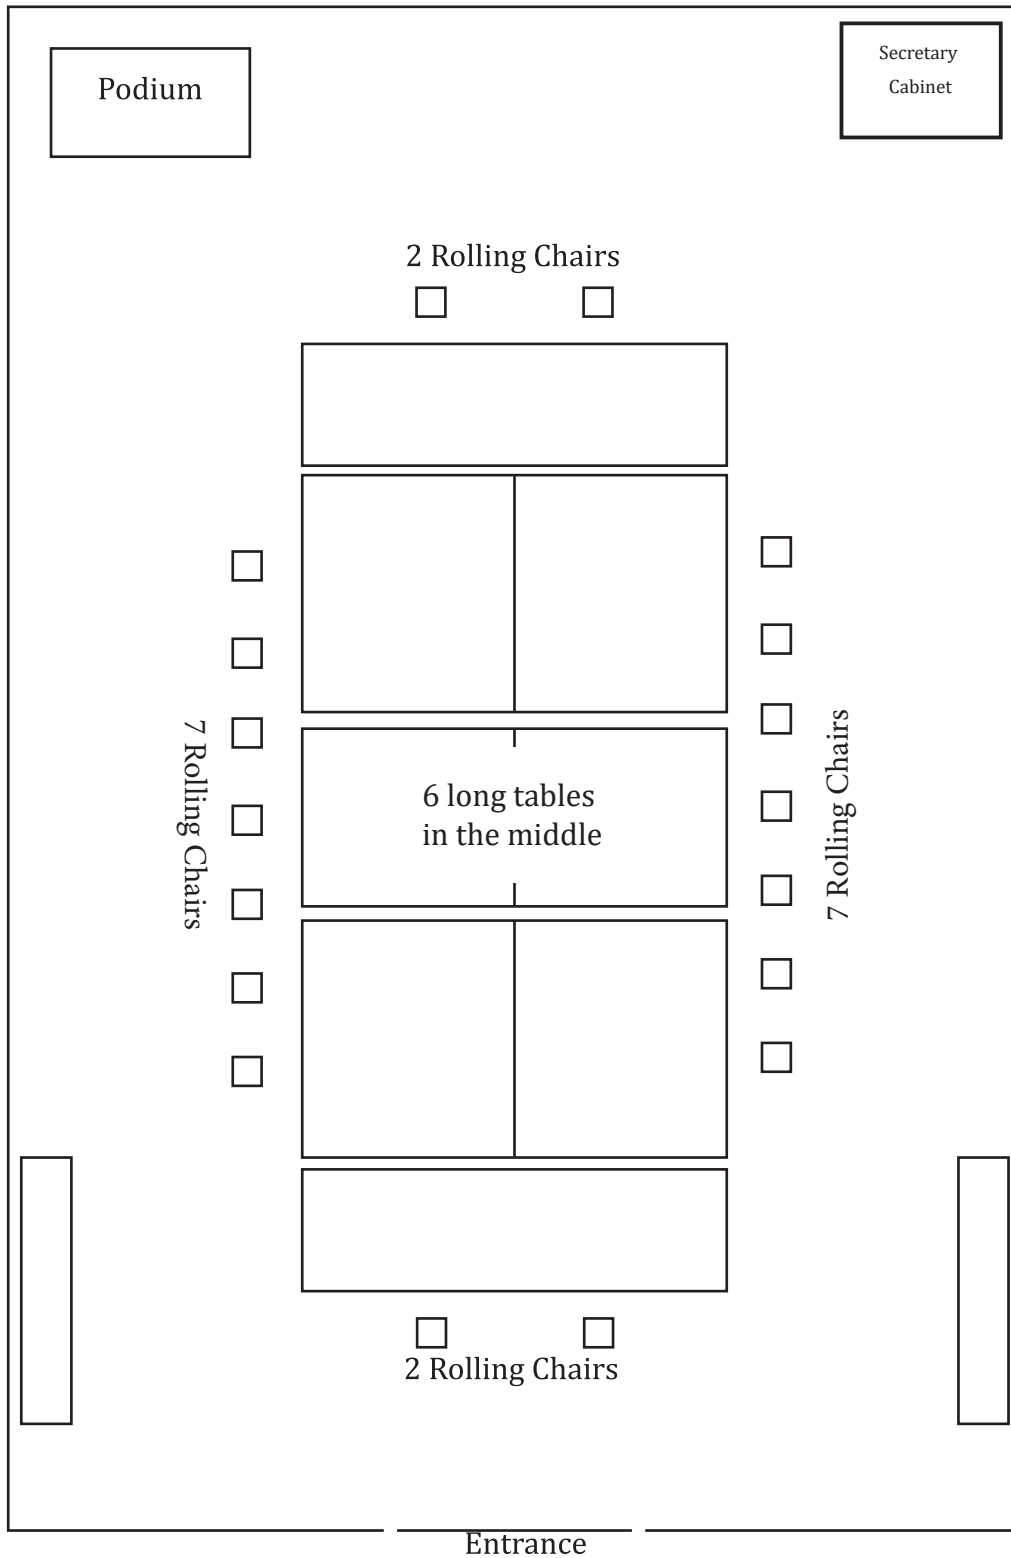 Podium
Secretary
Cabinet
2 Rolling Chairs
7 Rolling Chairs
7 Rolling Chairs
6 long tables
in the middle
2 Rolling Chairs
Entrance